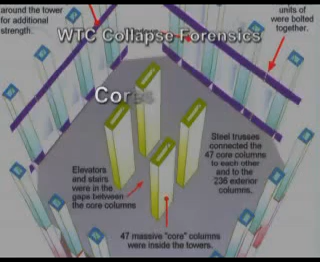 around the tower
for additional
strength.
units of
were bolted
together.
WTC Collapse Forensics
Cores
Steel trusses
connected the
47 core columns
to each other
and to the
236 exterior
columns.
Elevators
and stairs
were in the
gaps between
the core columns
47 massive "core" columns
were inside the towers.